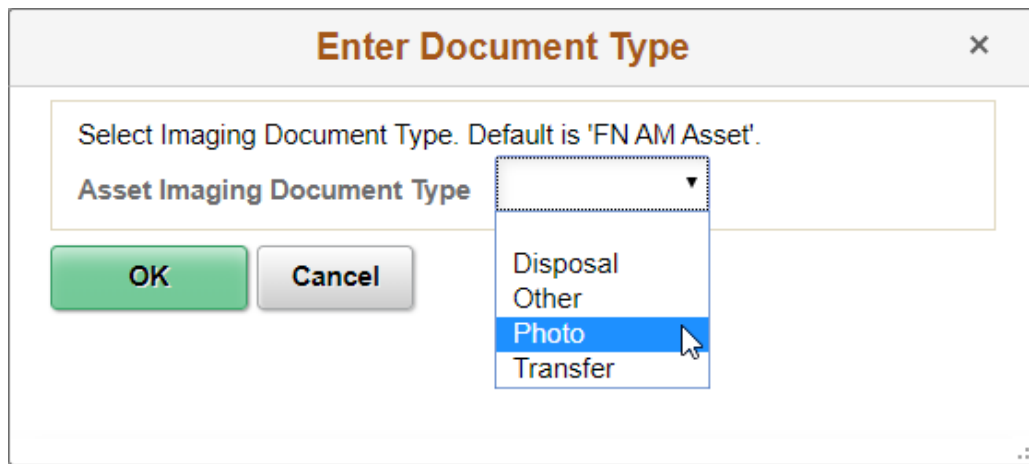 Enter Document Type ×
Select Imaging Document Type. Default is 'FN AM Asset'.
Asset Imaging Document Type
OK Cancel
Disposal
Other
Photo
Transfer